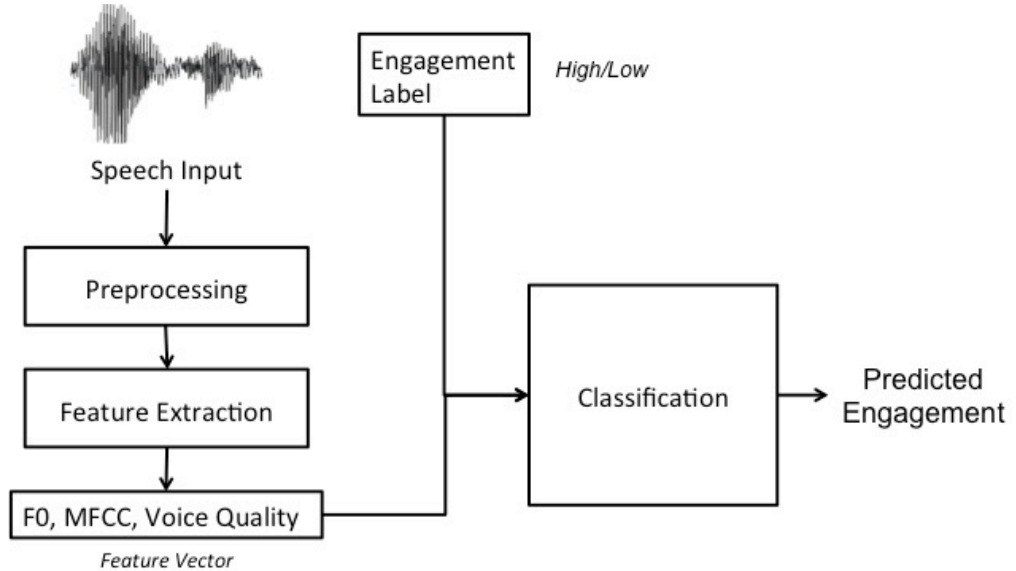 Speech Input
Preprocessing
Feature Extraction
F0, MFCC, Voice Quality
Feature Vector
Engagement
Label
High/Low
Classification
Predicted
Engagement